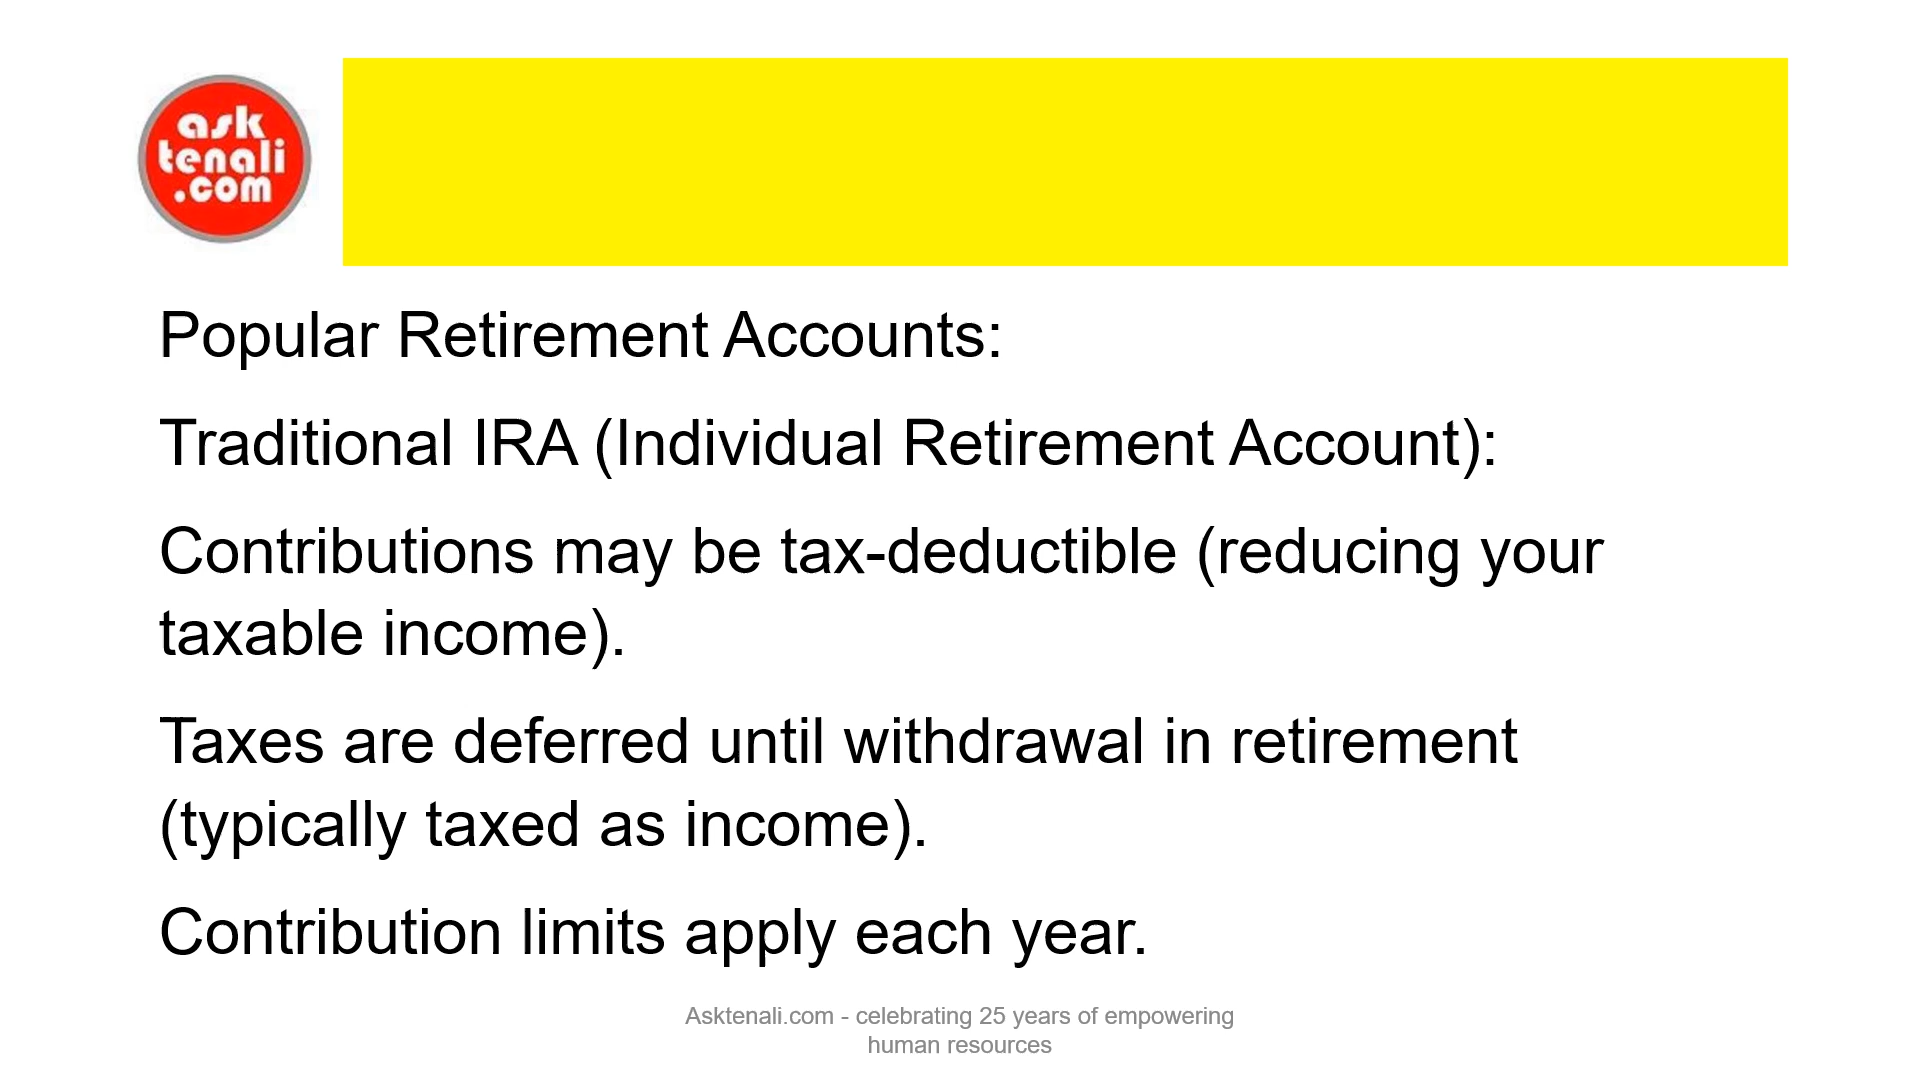 ask
tenali
.com
Popular Retirement Accounts:
Traditional IRA (Individual Retirement Account):
Contributions may be tax-deductible (reducing your
taxable income).
Taxes are deferred until withdrawal in retirement
(typically taxed as income).
Contribution limits apply each year.
Asktenali.com - celebrating 25 years of empowering
human resources